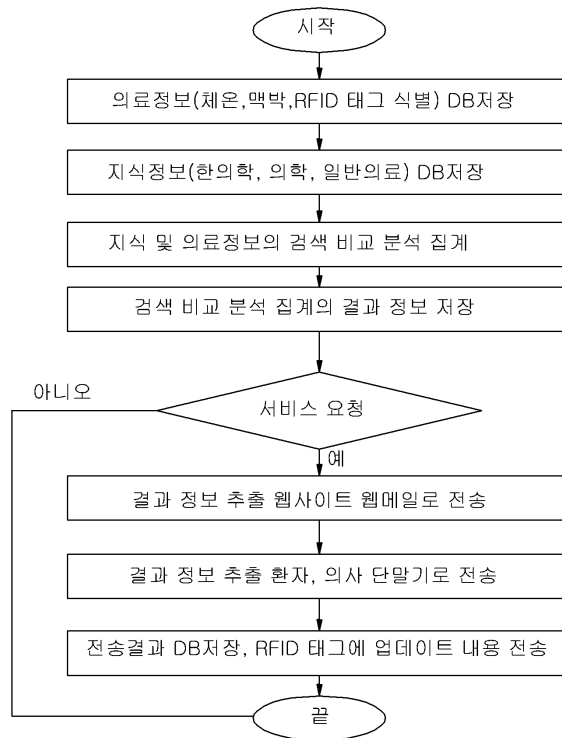 시작
의료정보(체온,맥박,RFID 태그 식별) DB저장
지식정보(한의학, 의학, 일반의료) DB저장
지식 및 의료정보의 검색 비교 분석 집계
검색 비교 분석 집계의 결과 정보 저장
아니오
서비스 요청
예
결과 정보 추출 웹사이트 웹메일로 전송
결과 정보 추출 환자, 의사 단말기로 전송
전송결과 DB저장, RFID 태그에 업데이트 내용 전송
끝